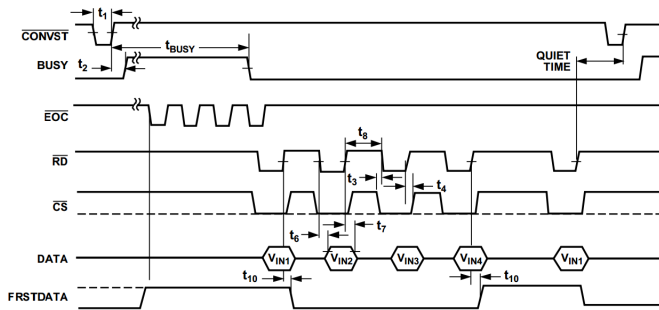 t1
CONVST
tBUSY
BUSY
t2
QUIET
TIME
EOC
t8
RD
t3
t4
CS
t6
t7
DATA
VIN1
VIN2
VIN3
VIN4
VIN1
t10
t10
FRSTDATA